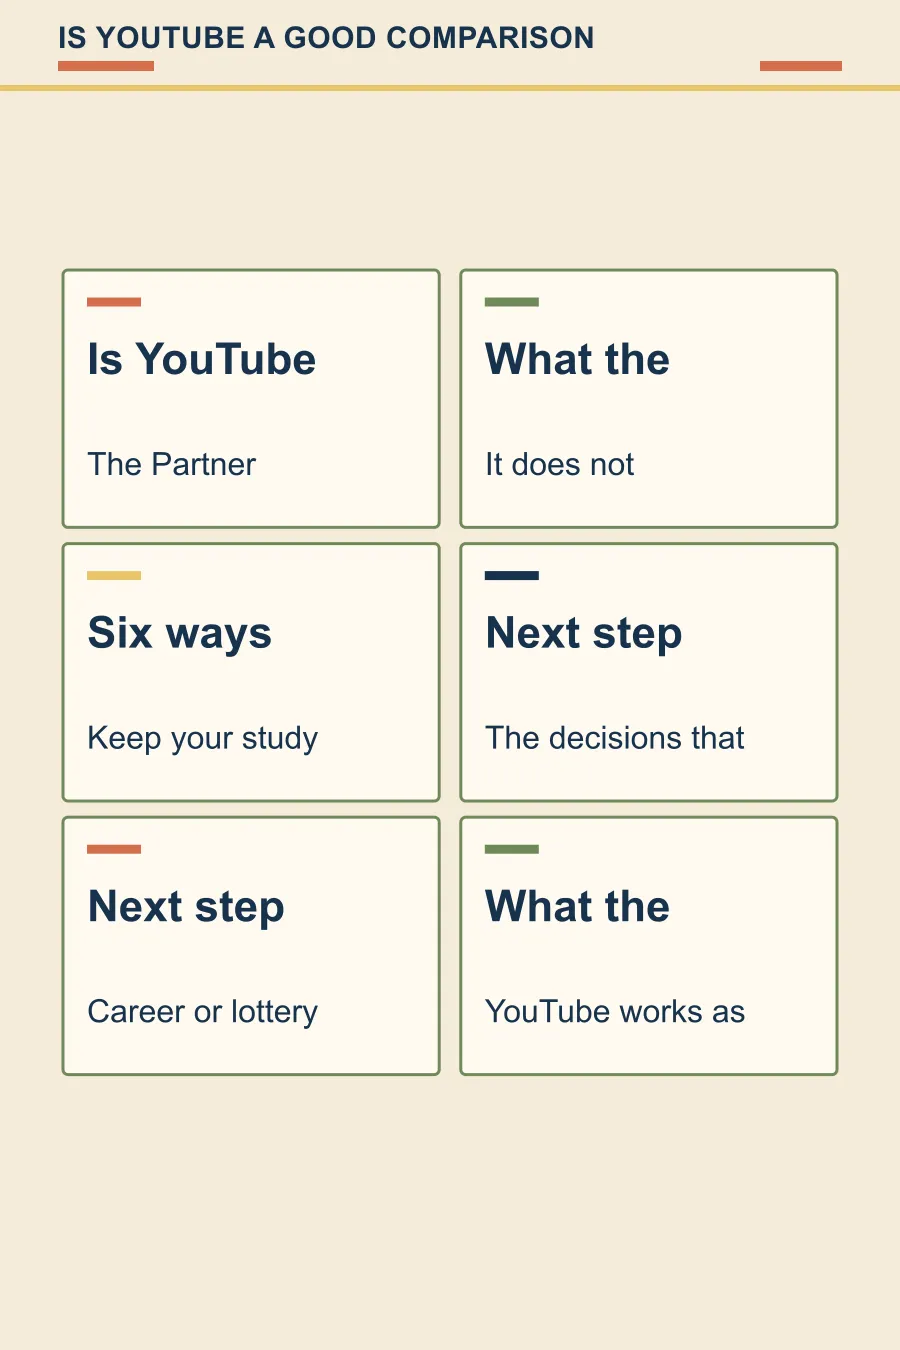 IS YOUTUBE A GOOD COMPARISON
Is YouTube
The Partner
What the
It does not
Six ways
Keep your study
Next step
The decisions that
Next step
Career or lottery
What the
YouTube works as